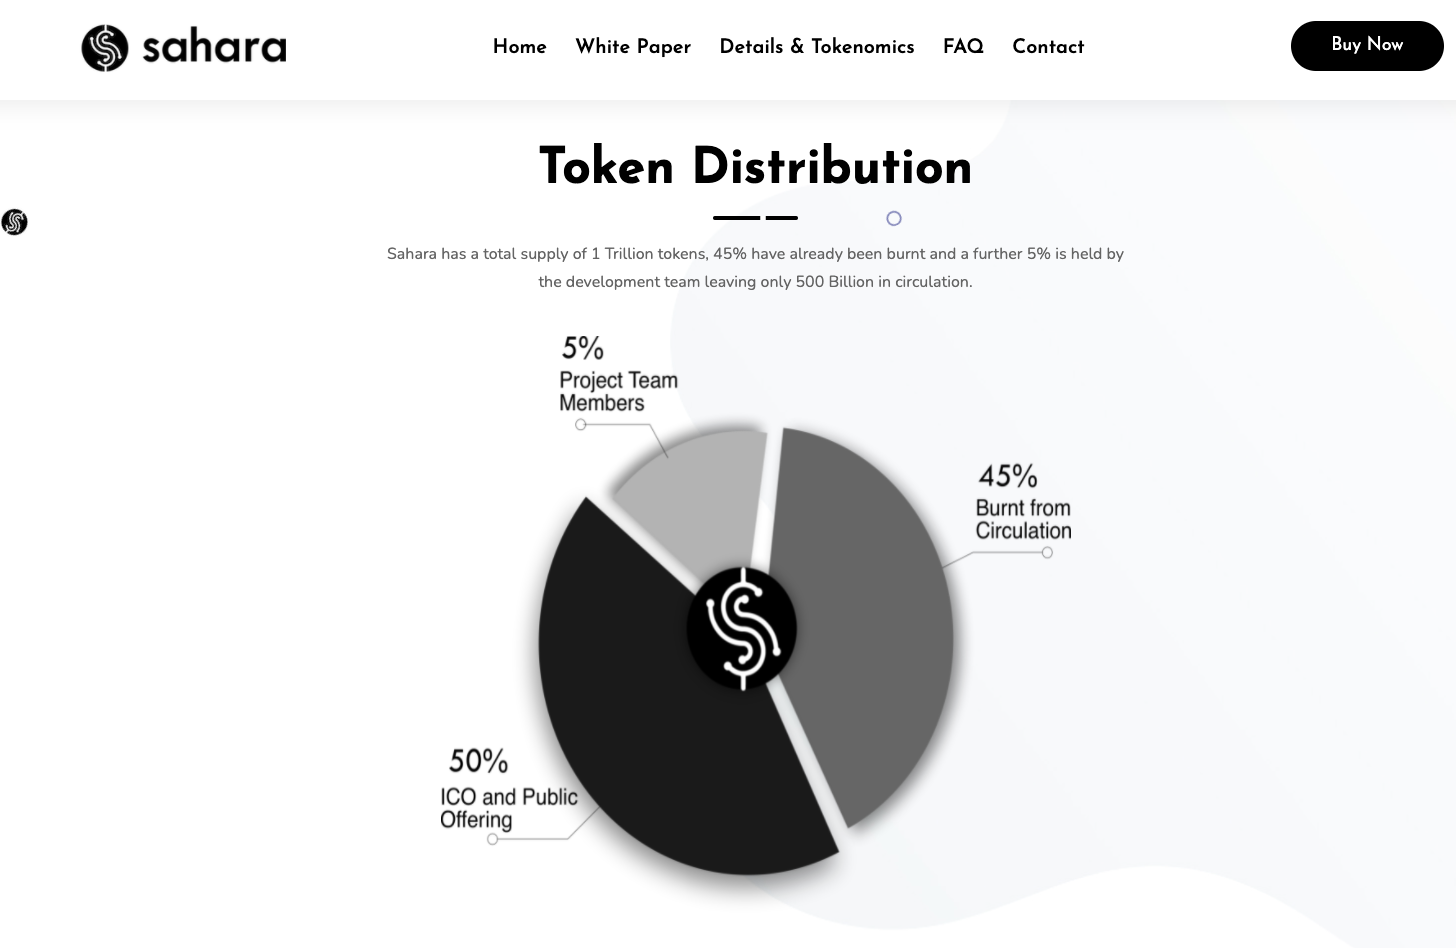 sahara
Home White Paper Details & Tokenomics FAQ Contact
Buy Now
Token Distribution
Sahara has a total supply of 1 Trillion tokens, 45% have already been burnt and a further 5% is held by
the development team leaving only 500 Billion in circulation.
5%
Project Team
Members
45%
Burnt from
Circulation
50%
ICO and Public
Offering